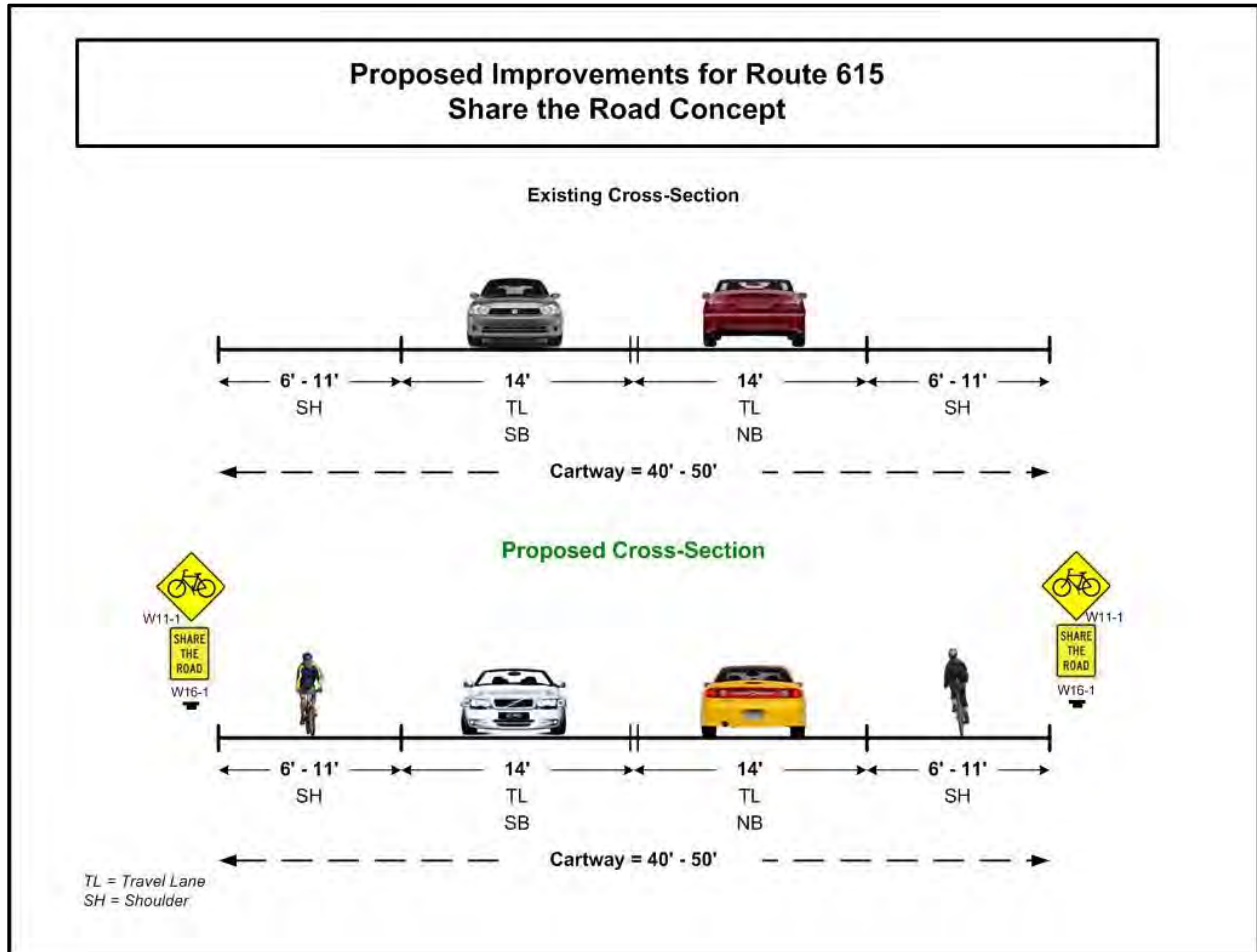 Proposed Improvements for Route 615
Share the Road Concept
Existing Cross-Section
6' - 11' 14' 14' 6' - 11'
SH TL TL SH
SB NB
Cartway = 40' - 50'
Proposed Cross-Section
W11-1 W11-1
SHARE SHARE
THE THE
ROAD ROAD
W16-1 W16-1
6' - 11' 14' 14' 6' - 11'
SH TL TL SH
SB NB
Cartway = 40' - 50'
TL = Travel Lane
SH = Shoulder